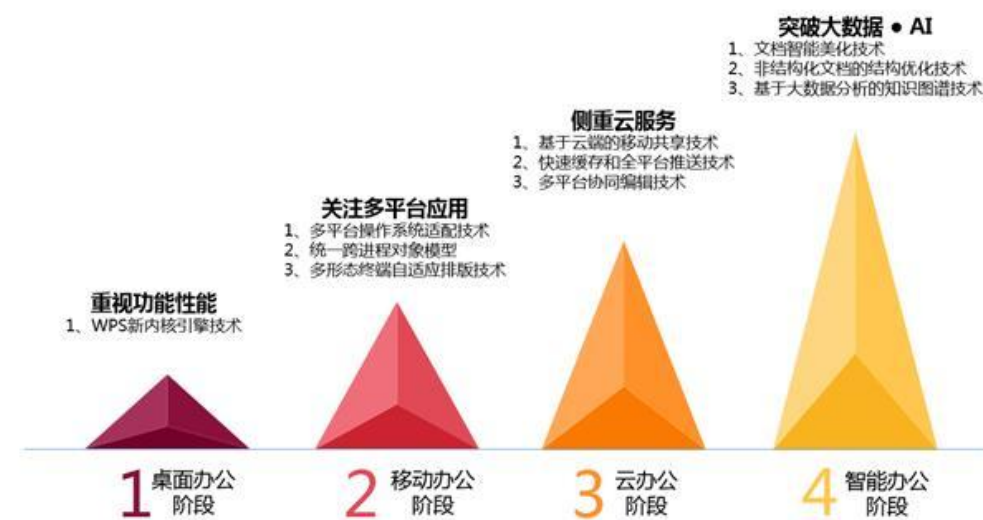 突破大数据 • AI
1、文档智能美化技术
2、非结构化文档的结构优化技术
3、基于大数据分析的知识图谱技术
侧重云服务
1、基于云端的移动共享技术
2、快速缓存和全平台推送技术
3、多平台协同编辑技术
关注多平台应用
1、多平台操作系统适配技术
2、统一跨进程对象模型
3、多形态终端自适应排版技术
重视功能性能
1、WPS新内核引擎技术
1 桌面办公
阶段
2 移动办公
阶段
3 云办公
阶段
4 智能办公
阶段